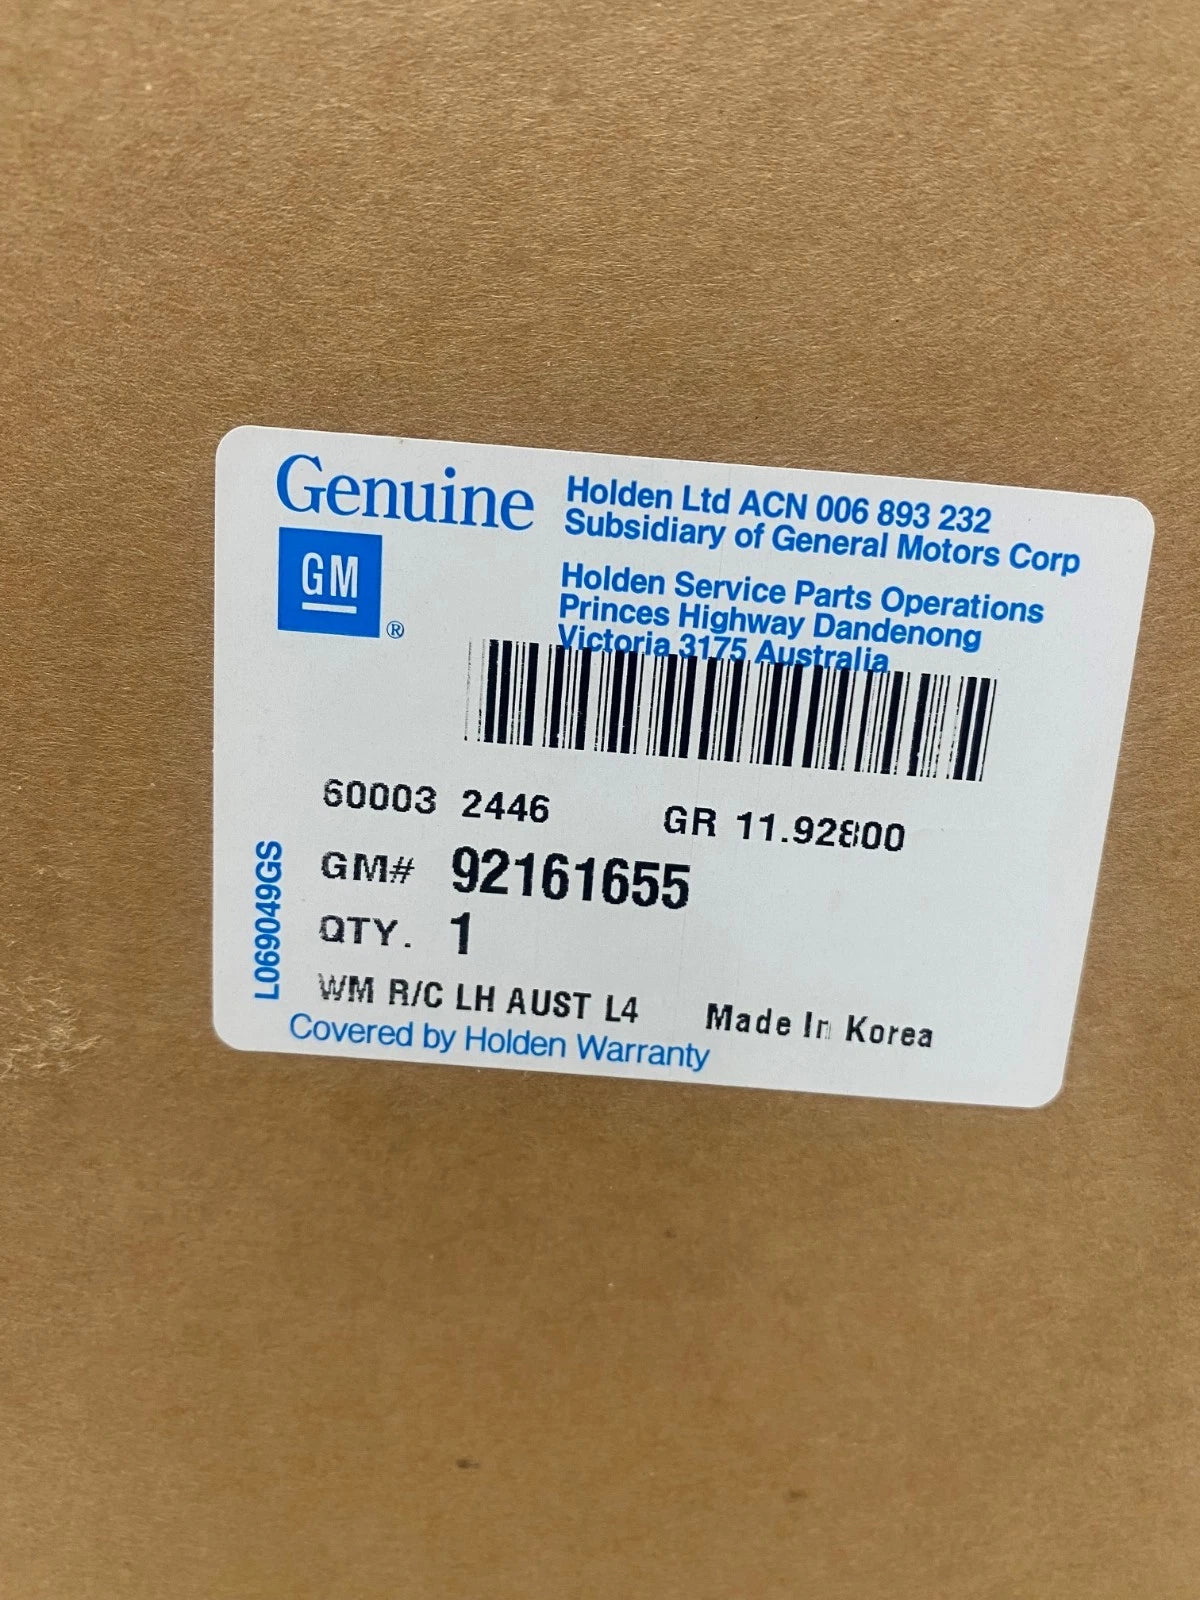 Genuine
GM
®
Holden Ltd ACN 006 893 232
Subsidiary of General Motors Corp
Holden Service Parts Operations
Princes Highway Dandenong
Victoria 3175 Australia
60003 2446 GR 11.92800
GM# 92161655
QTY. 1
WM R/C LH AUST L4 Made In Korea
Covered by Holden Warranty
L069049GS